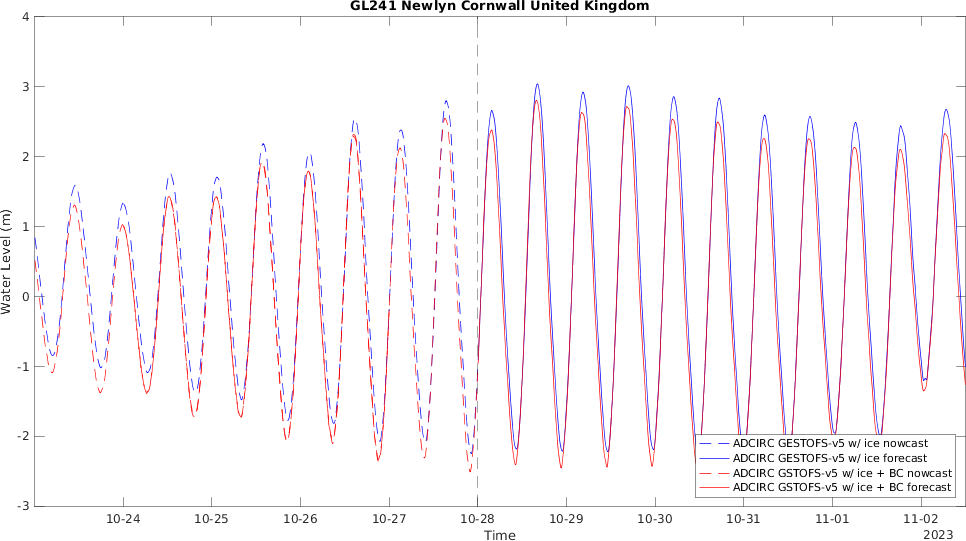 GL241 Newlyn Cornwall United Kingdom
4
3
2
1
0
-1
-2
-3
Water Level (m)
10-24 10-25 10-26 10-27 10-28 10-29 10-30 10-31 11-01 11-02
Time
2023
ADCIRC GESTOFS-v5 w/ ice nowcast
ADCIRC GESTOFS-v5 w/ ice forecast
ADCIRC GSTOFS-v5 w/ ice + BC nowcast
ADCIRC GSTOFS-v5 w/ ice + BC forecast